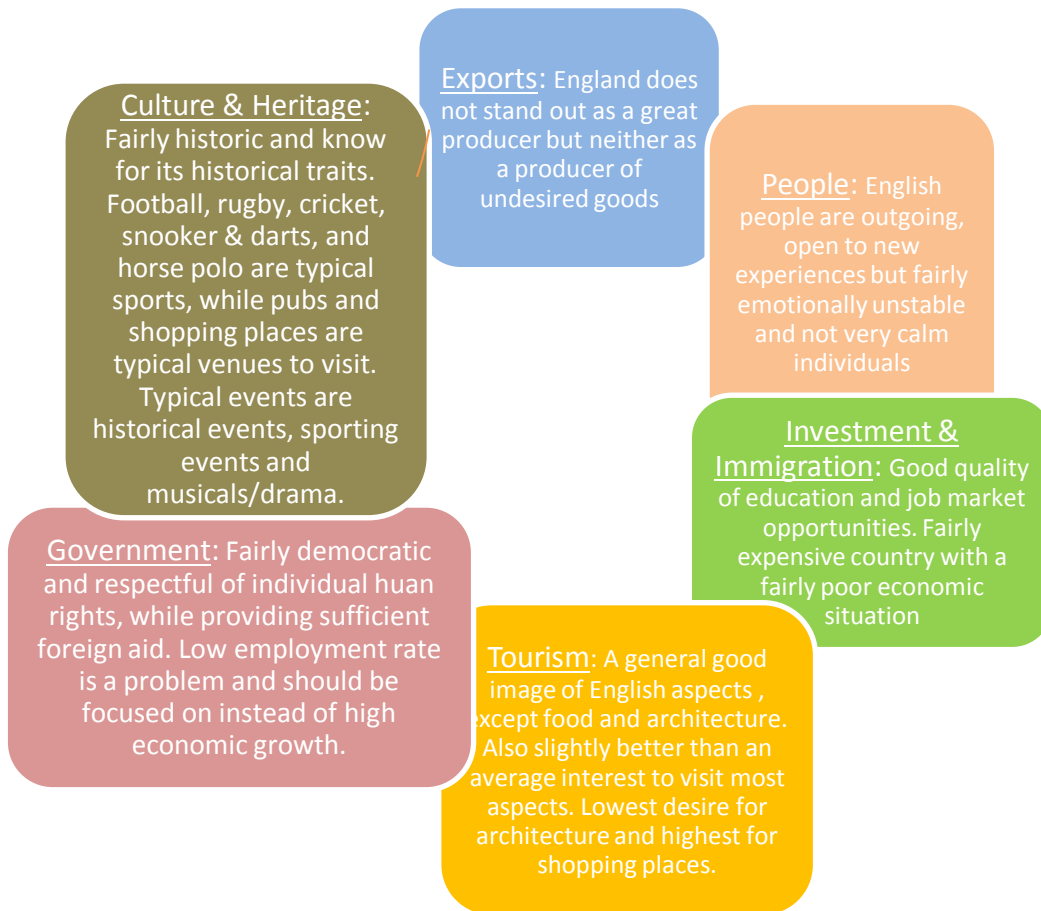 Exports: England does
not stand out as a great
producer but neither as
a producer of
undesired goods
People: English
people are outgoing,
open to new
experiences but fairly
emotionally unstable
and not very calm
individuals
Investment &
Immigration: Good quality
of education and job market
opportunities. Fairly
expensive country with a
fairly poor economic
situation
Tourism: A general good
image of English aspects ,
except food and architecture.
Also slightly better than an
average interest to visit most
aspects. Lowest desire for
architecture and highest for
shopping places.
Government: Fairly democratic
and respectful of individual huan
rights, while providing sufficient
foreign aid. Low employment rate
is a problem and should be
focused on instead of high
economic growth.
Culture & Heritage:
Fairly historic and know
for its historical traits.
Football, rugby, cricket,
snooker & darts, and
horse polo are typical
sports, while pubs and
shopping places are
typical venues to visit.
Typical events are
historical events, sporting
events and
musicals/drama.